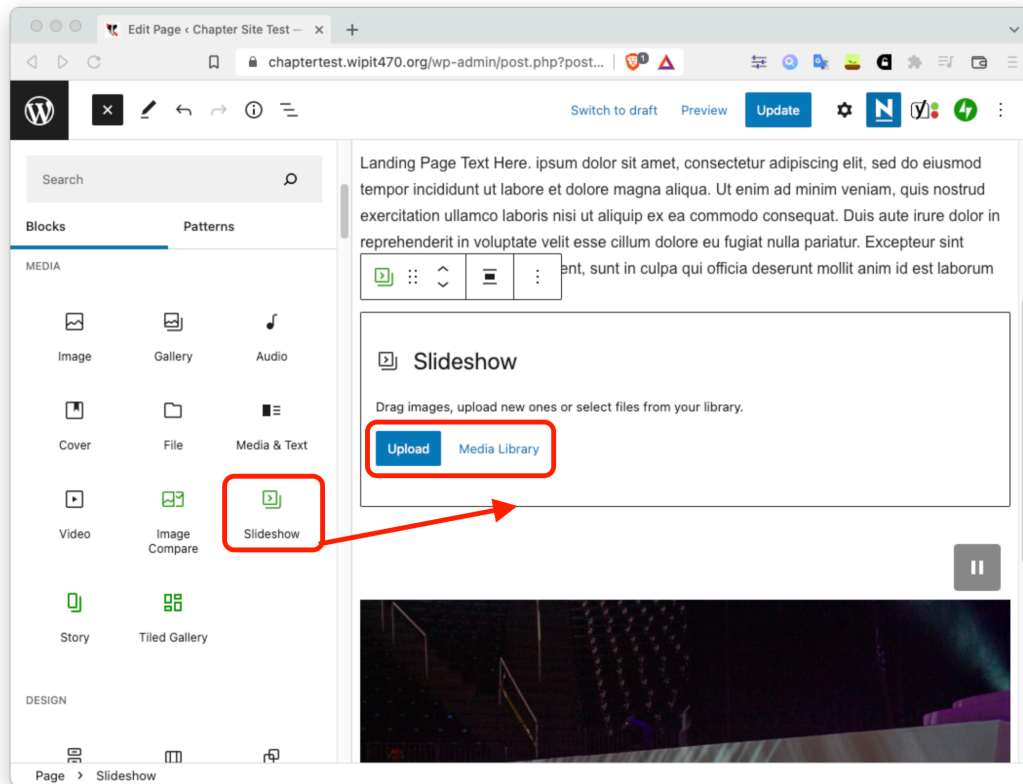 Edit Page ‹ Chapter Site Test —
chaptertest.wipit470.org/wp-admin/post.php?post...
Switch to draft
Preview
Update
Search
Blocks
Patterns
MEDIA
Image
Gallery
Audio
Cover
File
Media & Text
Video
Image
Compare
Slideshow
Story
Tiled Gallery
DESIGN
Landing Page Text Here. ipsum dolor sit amet, consectetur adipiscing elit, sed do eiusmod
tempor incididunt ut labore et dolore magna aliqua. Ut enim ad minim veniam, quis nostrud
exercitation ullamco laboris nisi ut aliquip ex ea commodo consequat. Duis aute irure dolor in
reprehenderit in voluptate velit esse cillum dolore eu fugiat nulla pariatur. Excepteur sint
ent, sunt in culpa qui officia deserunt mollit anim id est laborum
Slideshow
Drag images, upload new ones or select files from your library.
Upload
Media Library
Page › Slideshow